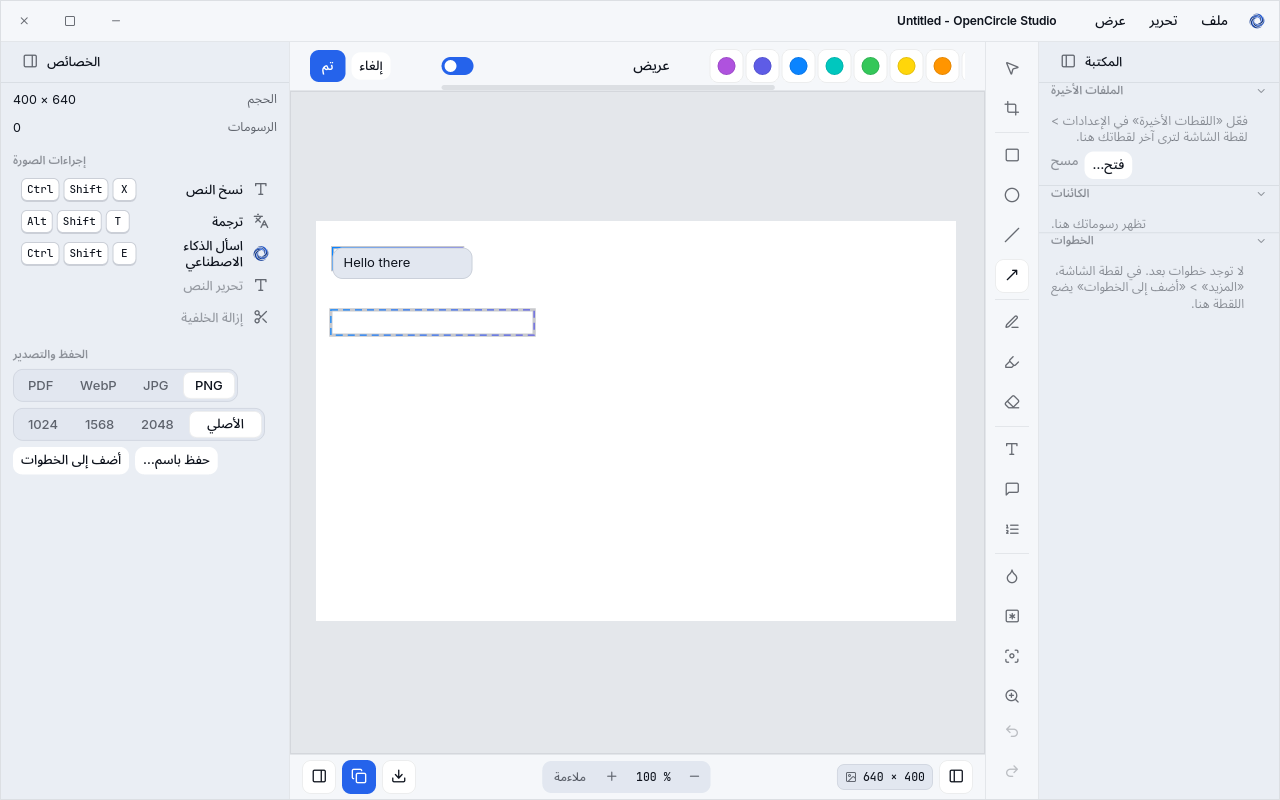 ملف
تحرير
عرض
Untitled - OpenCircle Studio
المكتبة
الملفات الأخيرة
فعّل «اللقطات الأخيرة» في الإعدادات >
لقطة الشاشة لترى آخر لقطاتك هنا.
فتح...
مسح
الكائنات
تظهر رسوماتك هنا.
الخطوات
لا توجد خطوات بعد. في لقطة الشاشة،
«المزيد» > «أضف إلى الخطوات» يضع
اللقطة هنا.
عريض
إلغاء
تم
Hello there
640 × 400
100 %
ملاءمة
الخصائص
الحجم
640 × 400
الرسومات
0
إجراءات الصورة
نسخ النص
Ctrl Shift X
ترجمة
Alt Shift T
اسأل الذكاء
الاصطناعي
Ctrl Shift E
تحرير النص
إزالة الخلفية
الحفظ والتصدير
PNG JPG WebP PDF
الأصلي 2048 1568 1024
حفظ باسم...
أضف إلى الخطوات